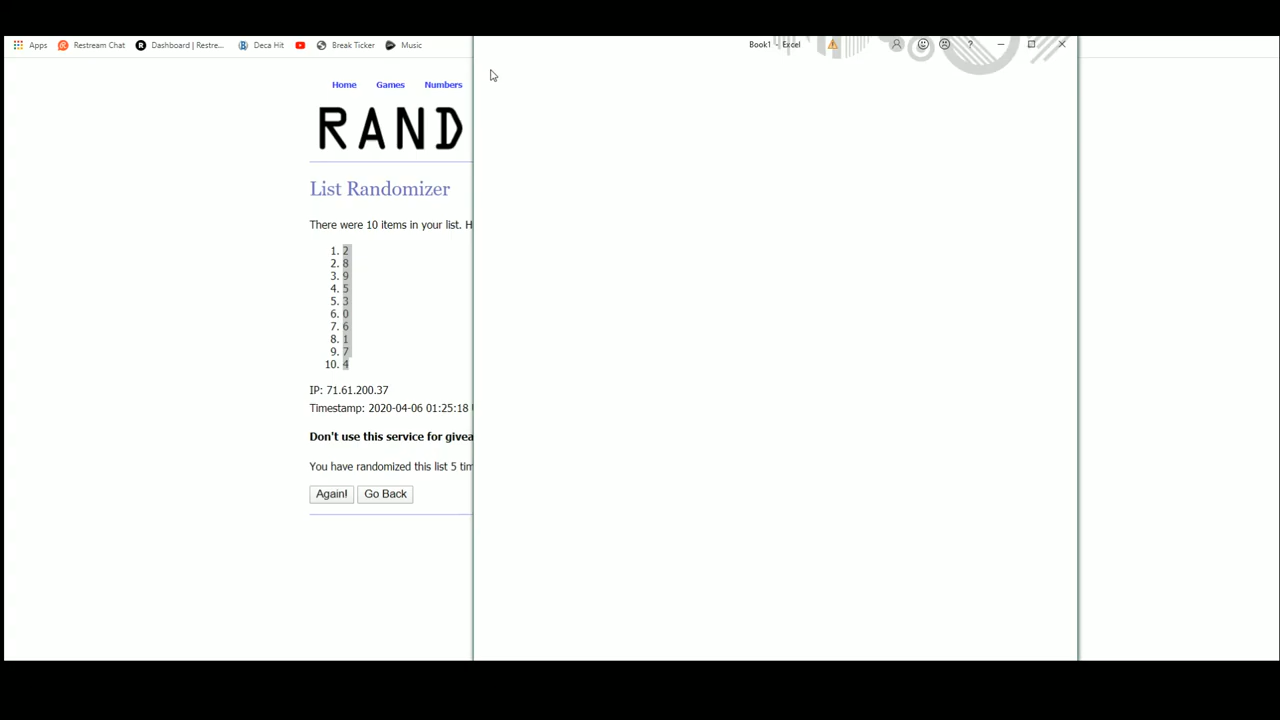 Apps Restream Chat Dashboard | Restre... Deca Hit Break Ticker Music
Book1 - Excel
?
Home Games Numbers
RAND
List Randomizer
There were 10 items in your list. H
1. 2
2. 8
3. 9
4. 5
5. 3
6. 0
7. 6
8. 1
9. 7
10. 4
IP: 71.61.200.37
Timestamp: 2020-04-06 01:25:18
Don't use this service for givea
You have randomized this list 5 tim
Again! Go Back